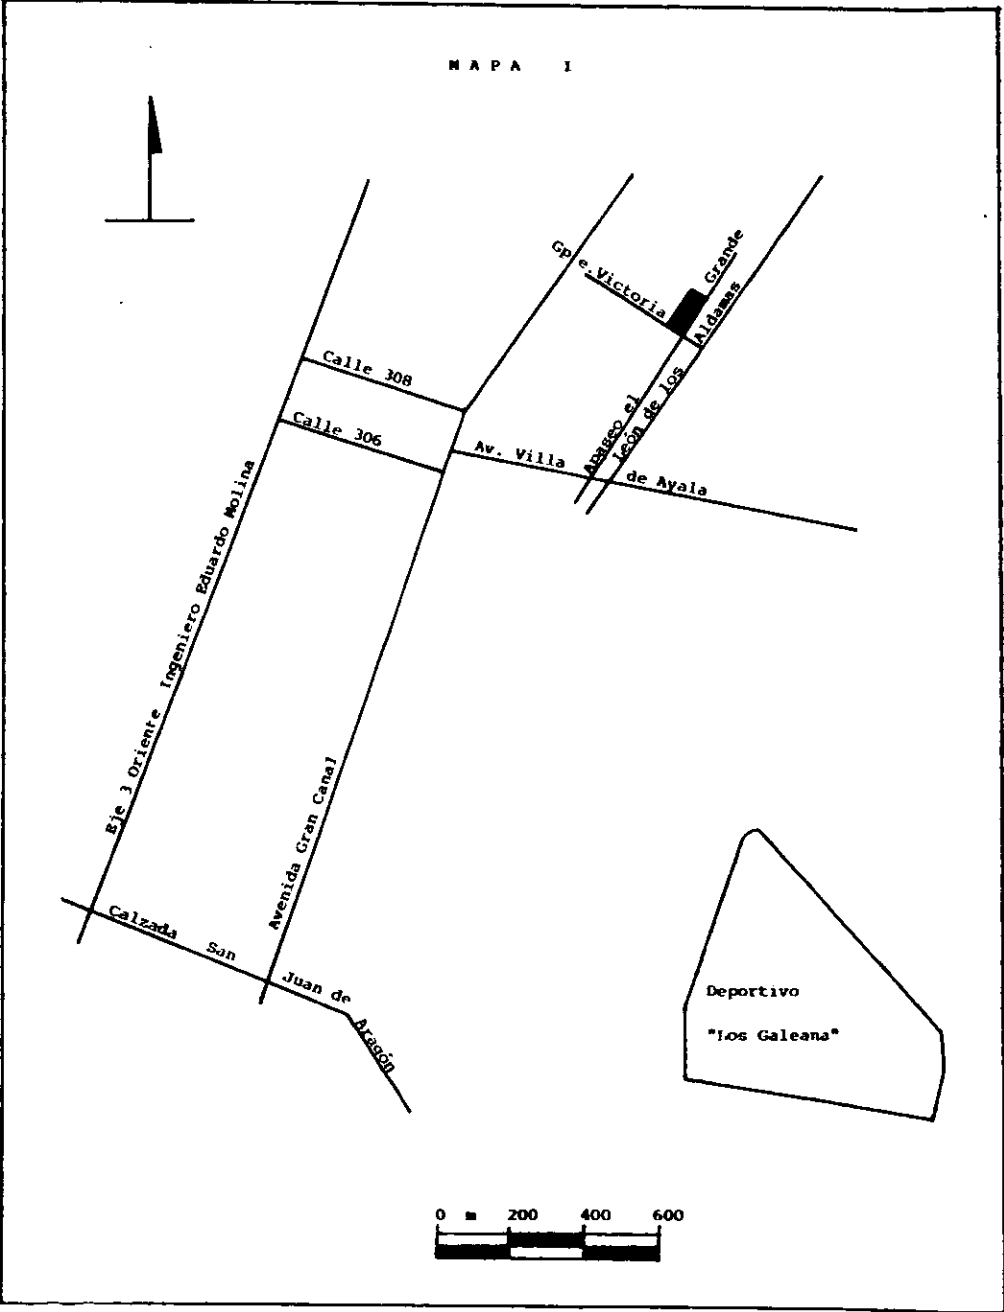 MAPA I
Gpe. Victoria
Apaseo el Grande
León de los Aldamas
Calle 308
Calle 306
Av. Villa de Ayala
Eje 3 Oriente Ingeniero Eduardo Molina
Avenida Gran Canal
Calzada San Juan de Aragón
Deportivo
"Los Galeana"
0 m 200 400 600